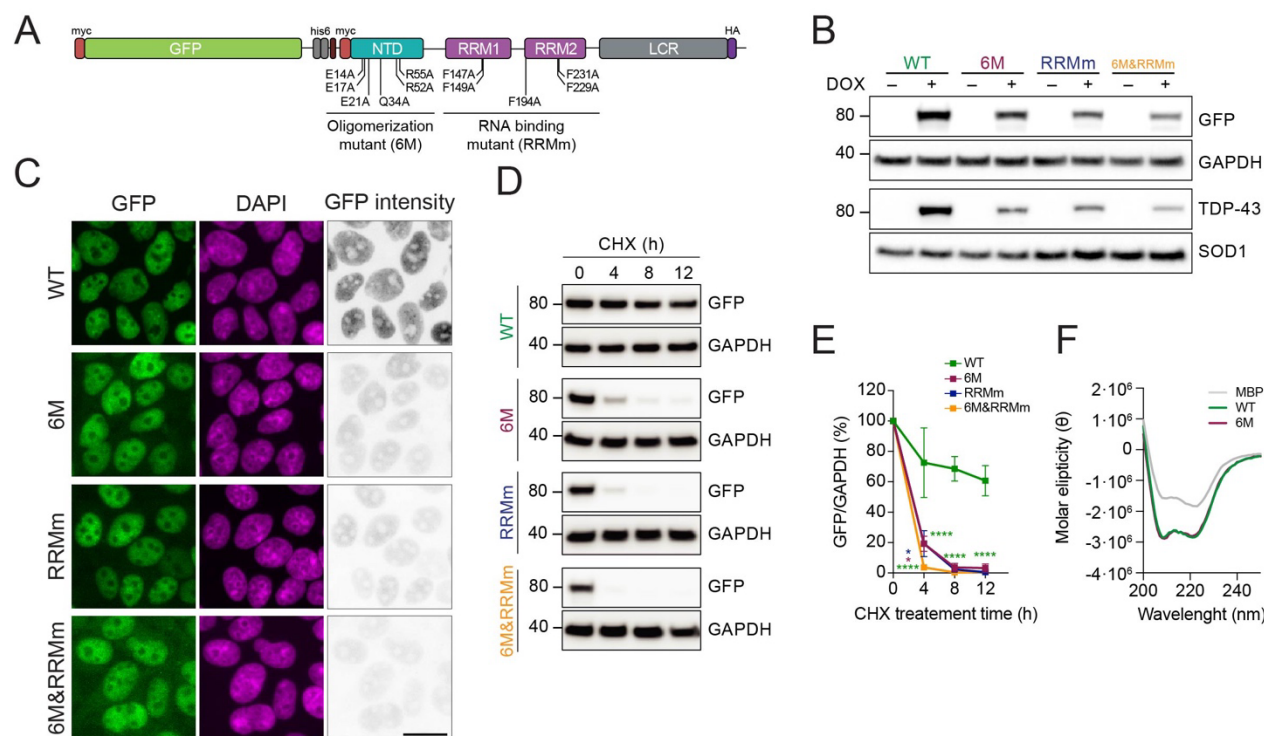 A
myc
his6
myc
HA
GFP
NTD
RRM1
RRM2
LCR
E14A
R55A
F147A
F231A
E17A
R52A
F149A
F229A
E21A
Q34A
F194A
Oligomerization
mutant (6M)
RNA binding
mutant (RRMm)
B
WT
6M
RRMm
6M&RRMm
DOX
– + – + – + – +
80
GFP
40
GAPDH
80
TDP-43
SOD1
C
GFP
DAPI
GFP intensity
WT
6M
RRMm
6M&RRMm
D
CHX (h)
0 4 8 12
WT
80
GFP
40
GAPDH
6M
80
GFP
40
GAPDH
RRMm
80
GFP
40
GAPDH
6M&RRMm
80
GFP
40
GAPDH
E
WT
6M
RRMm
6M&RRMm
GFP/GAPDH (%)
120
100
80
60
40
20
0
*
*
****
****
****
****
0 4 8 12
CHX treatement time (h)
F
MBP
WT
6M
Molar elipticity (θ)
2·10⁶
1·10⁶
0
-1·10⁶
-2·10⁶
-3·10⁶
-4·10⁶
200 220 240
Wavelenght (nm)